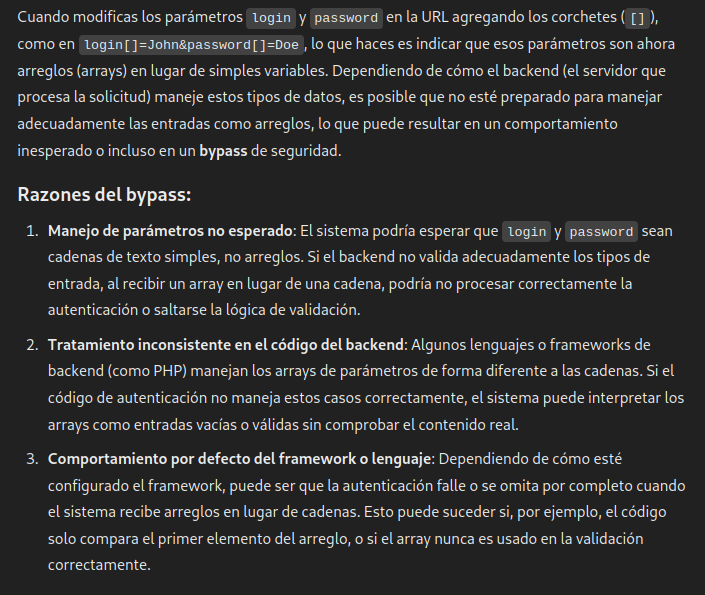 Cuando modificas los parámetros login y password en la URL agregando los corchetes ([]),
como en login[]=John&password[]=Doe, lo que haces es indicar que esos parámetros son ahora
arreglos (arrays) en lugar de simples variables. Dependiendo de cómo el backend (el servidor que
procesa la solicitud) maneje estos tipos de datos, es posible que no esté preparado para manejar
adecuadamente las entradas como arreglos, lo que puede resultar en un comportamiento
inesperado o incluso en un bypass de seguridad.
Razones del bypass:
1. Manejo de parámetros no esperado: El sistema podría esperar que login y password sean
cadenas de texto simples, no arreglos. Si el backend no valida adecuadamente los tipos de
entrada, al recibir un array en lugar de una cadena, podría no procesar correctamente la
autenticación o saltarse la lógica de validación.
2. Tratamiento inconsistente en el código del backend: Algunos lenguajes o frameworks de
backend (como PHP) manejan los arrays de parámetros de forma diferente a las cadenas. Si el
código de autenticación no maneja estos casos correctamente, el sistema puede interpretar los
arrays como entradas vacías o válidas sin comprobar el contenido real.
3. Comportamiento por defecto del framework o lenguaje: Dependiendo de cómo esté
configurado el framework, puede ser que la autenticación falle o se omita por completo cuando
el sistema recibe arreglos en lugar de cadenas. Esto puede suceder si, por ejemplo, el código
solo compara el primer elemento del arreglo, o si el array nunca es usado en la validación
correctamente.